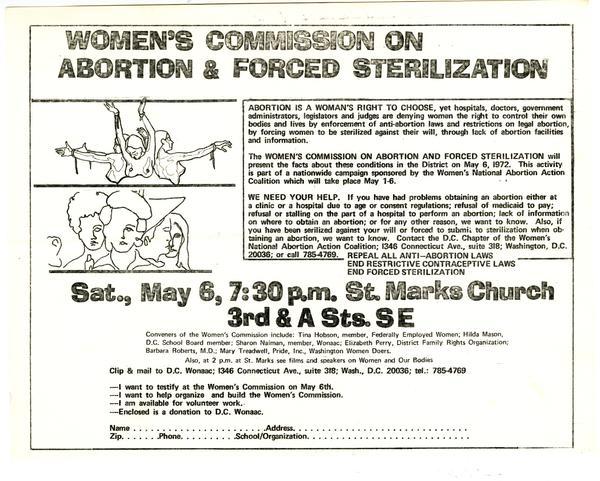 WOMEN'S COMMISSION ON
ABORTION & FORCED STERILIZATION
ABORTION IS A WOMAN'S RIGHT TO CHOOSE, yet hospitals, doctors, government
administrators, legislators and judges are denying women the right to control their own
bodies and lives by enforcement of anti-abortion laws and restrictions on legal abortion,
by forcing women to be sterilized against their will, through lack of abortion facilities
and information.
The WOMEN'S COMMISSION ON ABORTION AND FORCED STERILIZATION will
present the facts about these conditions in the District on May 6, 1972. This activity
is part of a nationwide campaign sponsored by the Women's National Abortion Action
Coalition which will take place May 1-6.
WE NEED YOUR HELP. If you have had problems obtaining an abortion either at
a clinic or a hospital due to age or consent regulations; refusal of medicaid to pay;
refusal or stalling on the part of a hospital to perform an abortion; lack of information
on where to obtain an abortion; or for any other reason, we want to know. Also, if
you have been serilized against your will or forced to submit to sterilization when ob-
taining an abortion, we want to know. Contact the D.C. Chapter of the Women's
National Abortion Action Coalition; 1346 Connecticut Ave., suite 318; Washington, D.C.
20036; or call 785-4769.
REPEAL ALL ANTI-ABORTION LAWS
END RESTRICTIVE CONTRACEPTIVE LAWS
END FORCED STERILIZATION
Sat., May 6, 7:30 p.m. St. Marks Church
3rd & A Sts. SE
Conveners of the Women's Commission include: Tina Hobson, member, Federally Employed Women; Hilda Mason,
D.C. School Board member; Sharon Naiman, member, Wonaac; Elizabeth Perry, District Family Rights Organization;
Barbara Roberts, M.D.; Mary Treadwell, Pride, Inc., Washington Women Doers.
Also, at 2 p.m. at St. Marks see films and speakers on Women and Our Bodies
Clip & mail to D.C. Wonaac; 1346 Connecticut Ave., suite 318; Wash., D.C. 20036; tel.: 785-4769
----I want to testify at the Women's Commission on May 6th.
----I want to help organize and build the Women's Commission.
----I am available for volunteer work.
----Enclosed is a donation to D.C. Wonaac.
Name . . . . . . . . . . . . . . . . . . . . . . .Address. . . . . . . . . . . . . . . . . . . . . . . . . . . . . .
Zip. . . . . . .Phone. . . . . . . . . . .School/Organization. . . . . . . . . . . . . . . . . . . . . . . . . . .